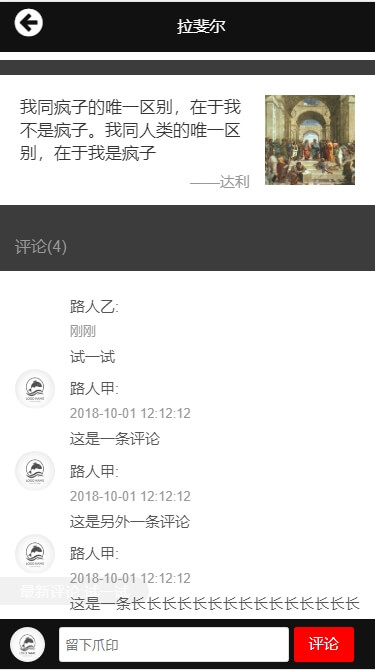 拉斐尔
我同疯子的唯一区别，在于我
不是疯子。我同人类的唯一区
别，在于我是疯子
——达利
评论(4)
路人乙:
刚刚
试一试
路人甲:
2018-10-01 12:12:12
这是一条评论
路人甲:
2018-10-01 12:12:12
这是另外一条评论
路人甲:
2018-10-01 12:12:12
最新评论
这是一条长长长长长长长长长长长长长长长
留下爪印
评论